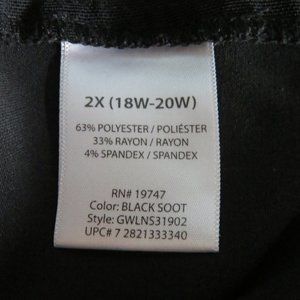 2X (18W-20W)
63% POLYESTER / POLIÉSTER
33% RAYON / RAYON
4% SPANDEX / SPANDEX
RN# 19747
Color: BLACK SOOT
Style: GWLNS31902
UPC# 7 2821333340